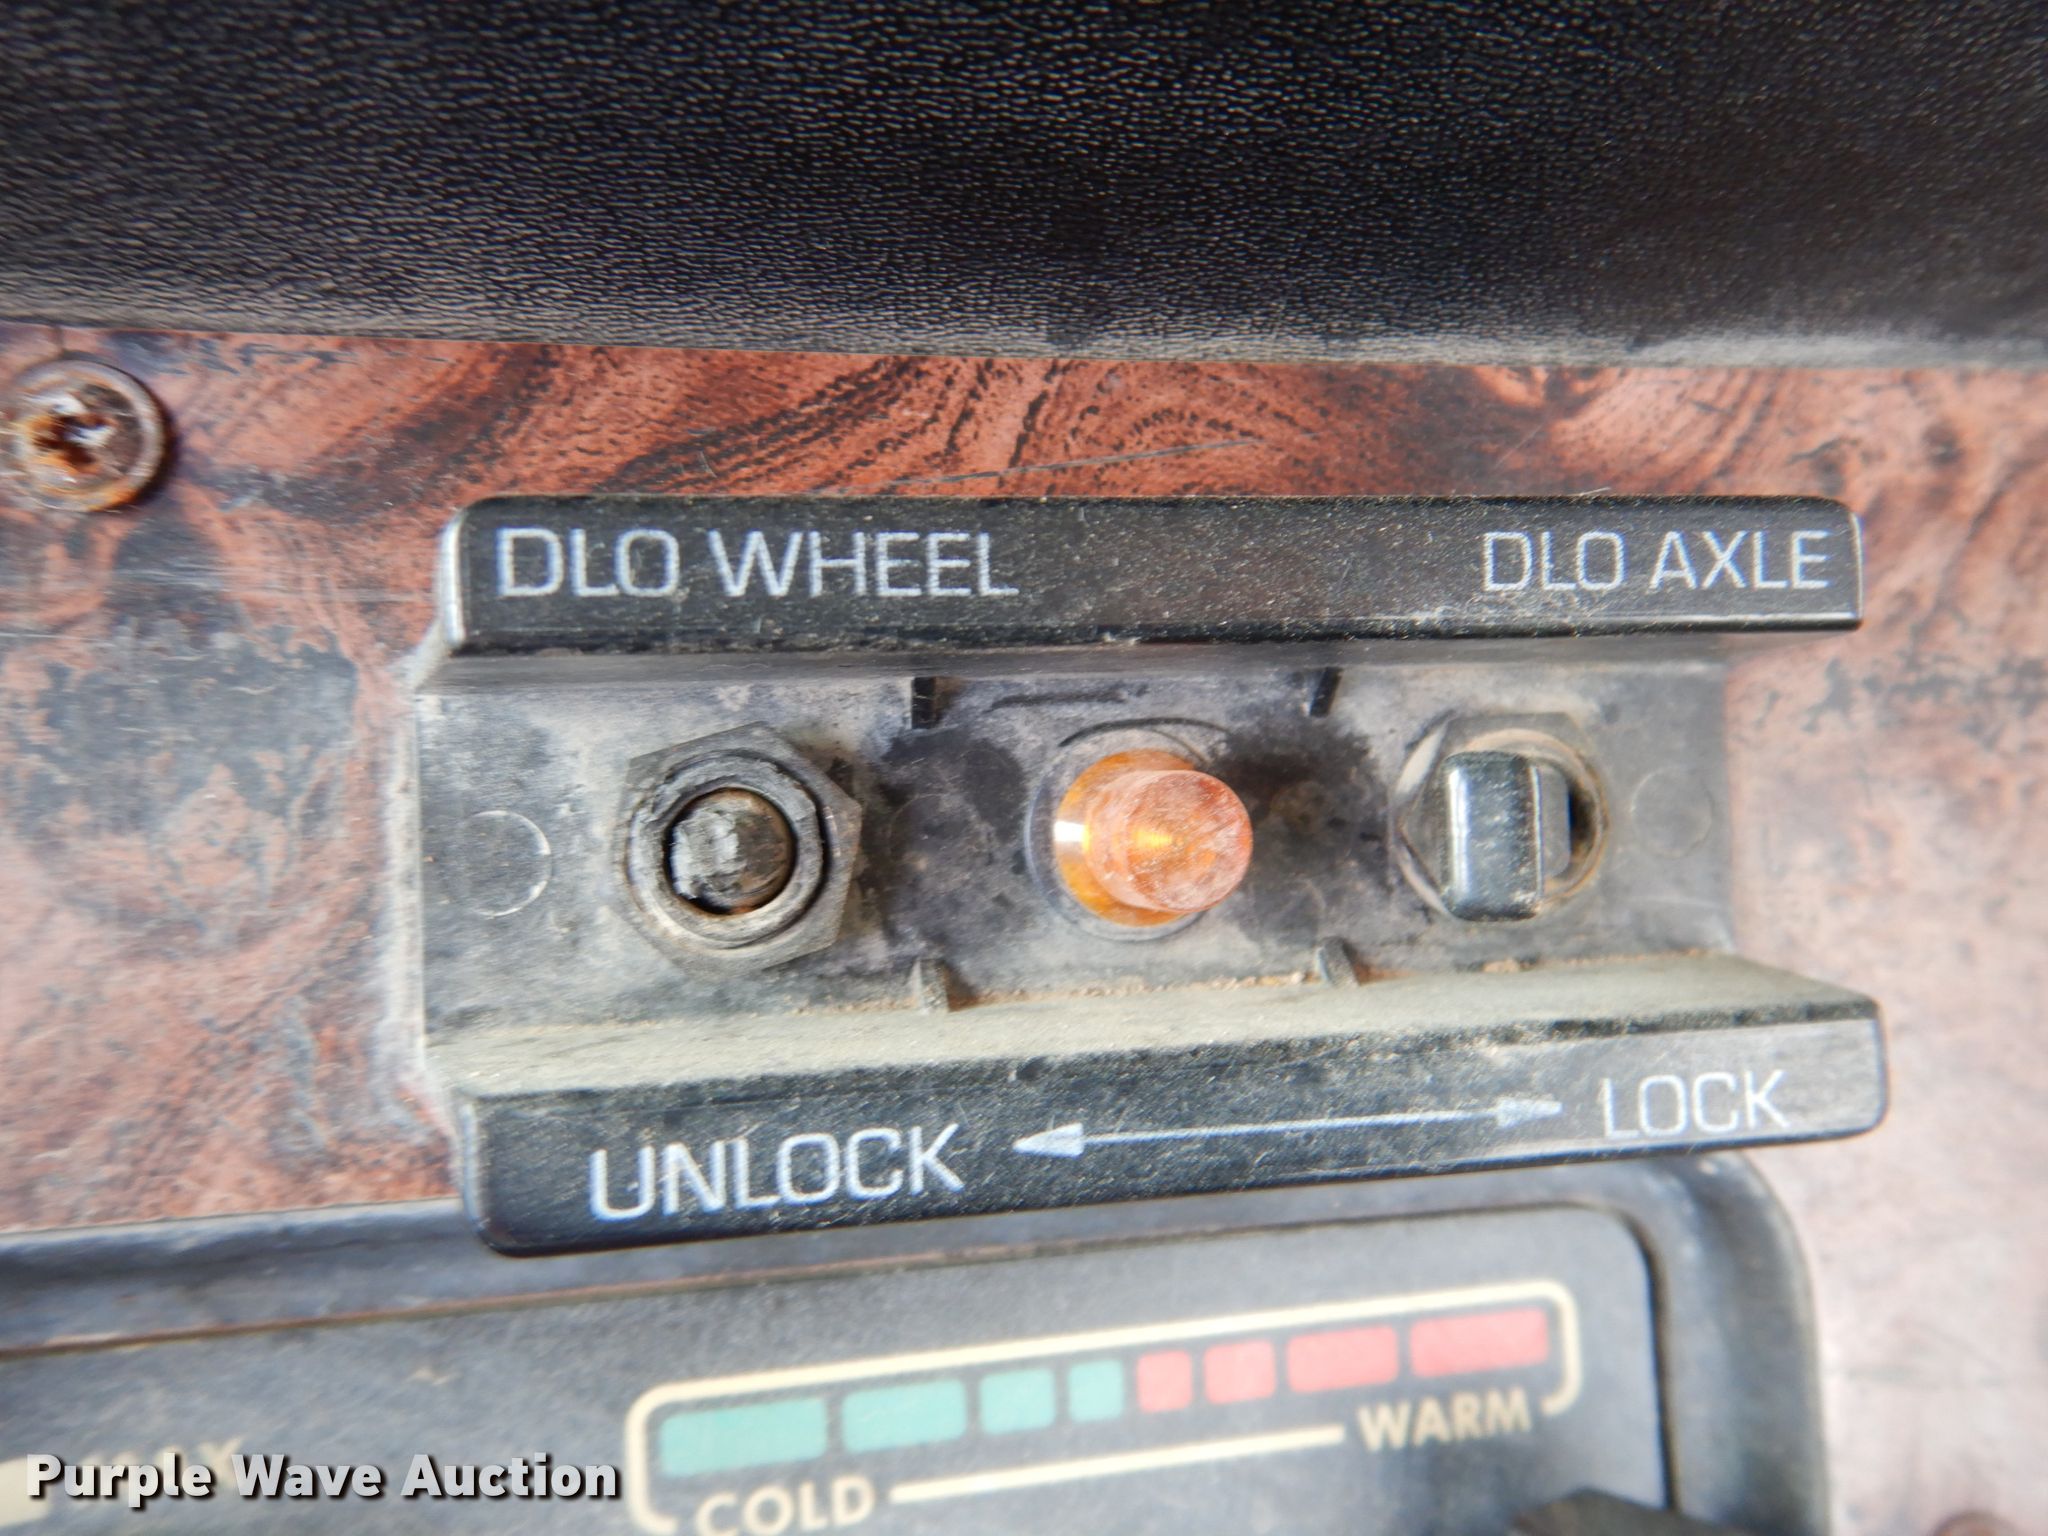 DLO WHEEL DLO AXLE
UNLOCK LOCK
WARM
COLD
Purple Wave Auction